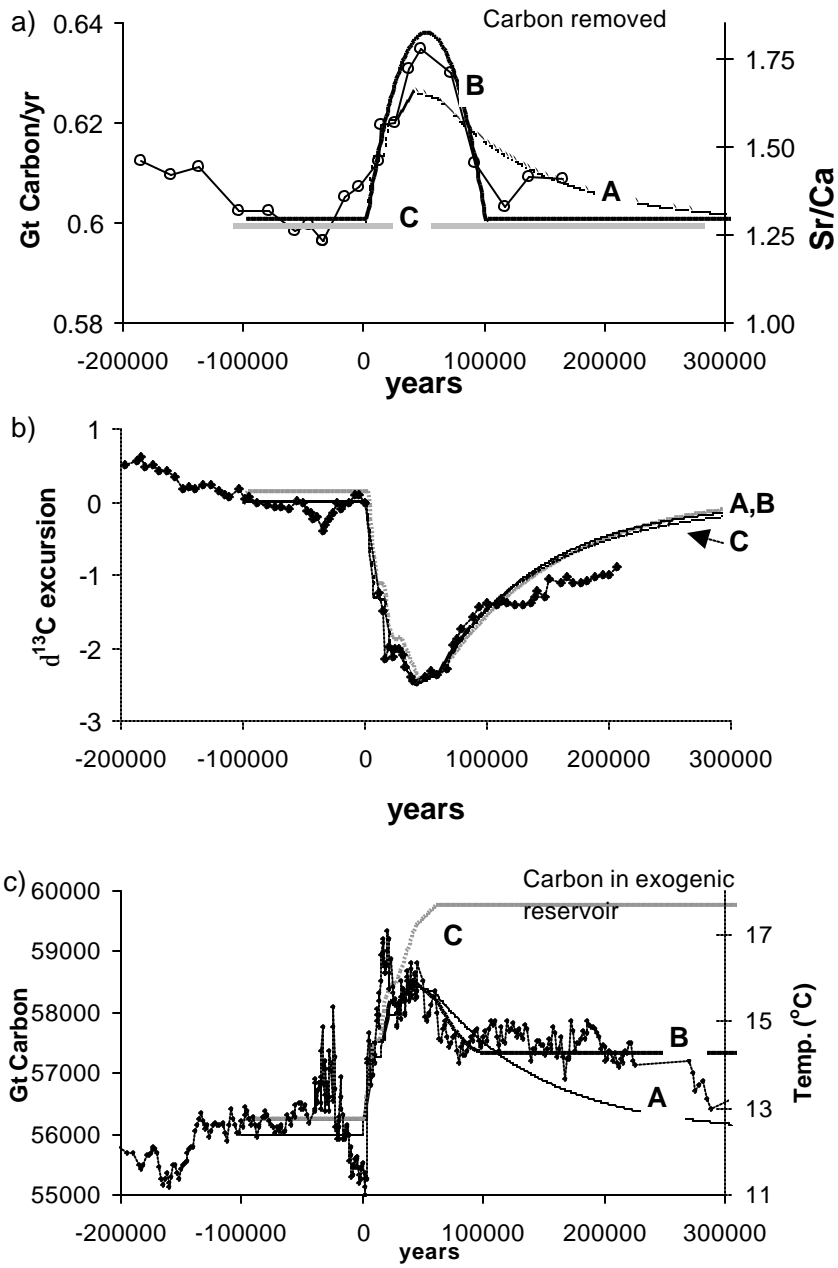 a)
Carbon removed
0.64
0.62
0.6
0.58
Gt Carbon/yr
1.75
1.50
1.25
1.00
Sr/Ca
B
A
C
-200000 -100000 0 100000 200000 300000
years
b)
1
0
-1
-2
-3
d13C excursion
A,B
C
-200000 -100000 0 100000 200000 300000
years
c)
Carbon in exogenic
reservoir
60000
59000
58000
57000
56000
55000
Gt Carbon
17
15
13
11
Temp. (oC)
C
B
A
-200000 -100000 0 100000 200000 300000
years